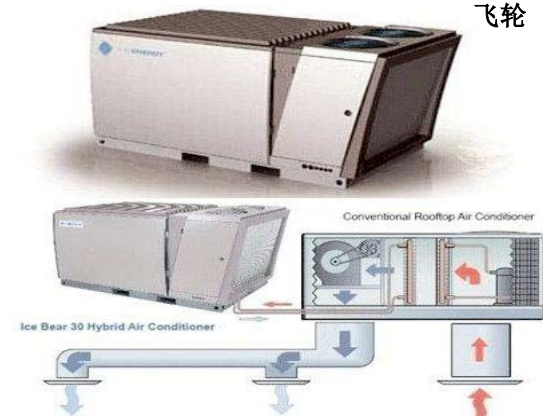 飞轮
Conventional Rooftop Air Conditioner
Ice Bear 30 Hybrid Air Conditioner